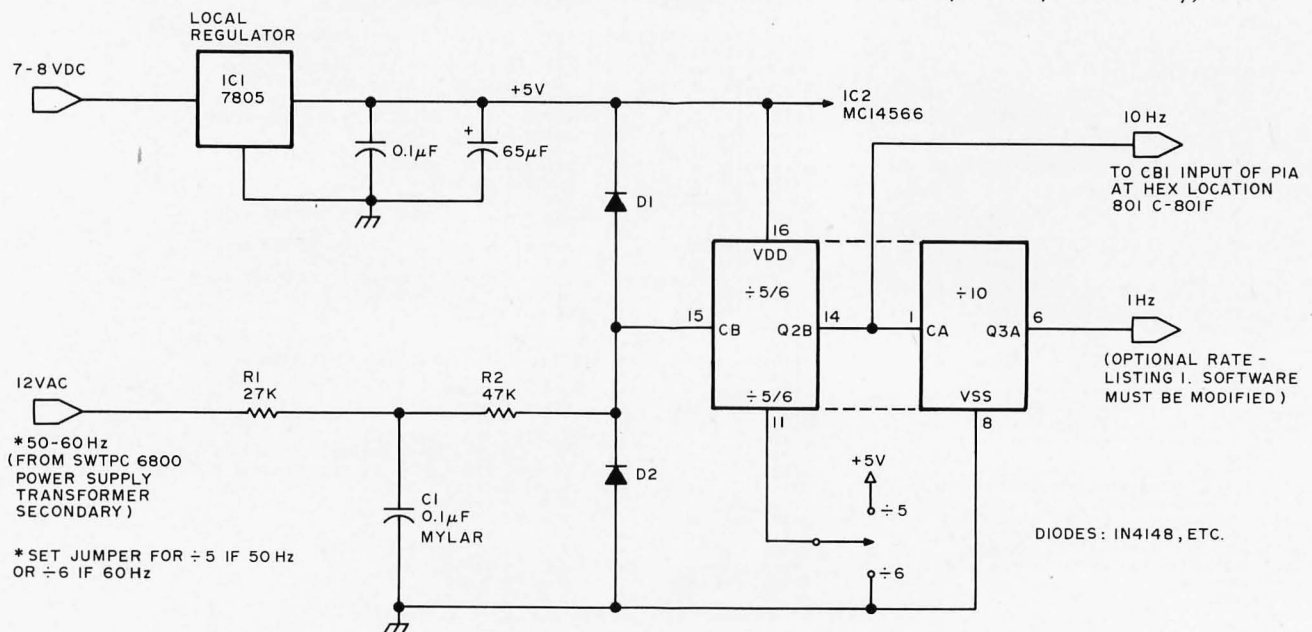 LOCAL
REGULATOR
7-8 VDC
IC1
7805
+5V
IC2
MC14566
0.1µF
+
65µF
10 Hz
TO CB1 INPUT OF PIA
AT HEX LOCATION
801 C-801F
D1
16
VDD
÷5/6
÷10
15
CB
Q2B
14
1
CA
Q3A
6
1Hz
(OPTIONAL RATE-
LISTING 1. SOFTWARE
MUST BE MODIFIED)
12VAC
R1
27K
R2
47K
÷5/6
11
VSS
8
*50-60 Hz
(FROM SWTPC 6800
POWER SUPPLY
TRANSFORMER
SECONDARY)
D2
+5V
÷5
C1
0.1µF
MYLAR
DIODES: IN4148, ETC.
*SET JUMPER FOR ÷5 IF 50 Hz
OR ÷6 IF 60Hz
÷6